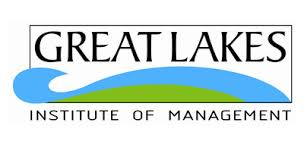 GREAT LAKES
INSTITUTE OF MANAGEMENT